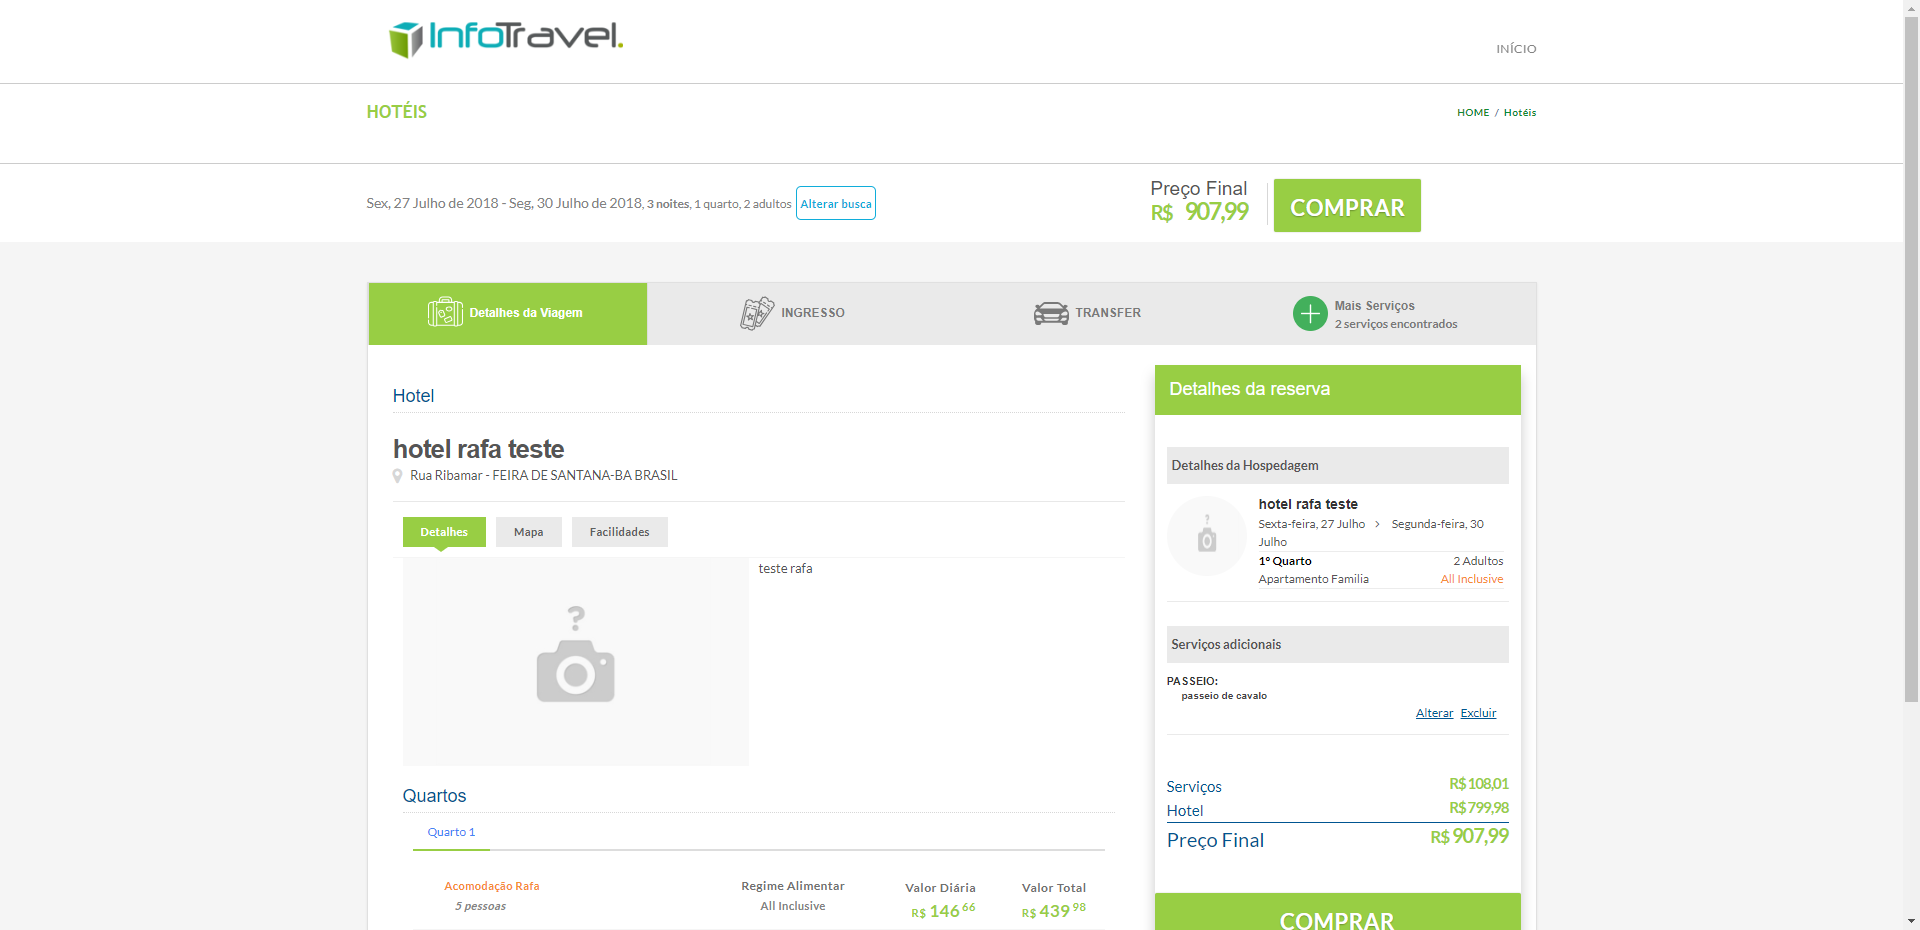 InfoTravel.
INÍCIO
HOTÉIS
HOME / Hotéis
Sex, 27 Julho de 2018 - Seg, 30 Julho de 2018, 3 noites, 1 quarto, 2 adultos Alterar busca
Preço Final
R$ 907,99
COMPRAR
Detalhes da Viagem
INGRESSO
TRANSFER
Mais Serviços
2 serviços encontrados
Hotel
hotel rafa teste
Rua Ribamar - FEIRA DE SANTANA-BA BRASIL
Detalhes Mapa Facilidades
teste rafa
?
Quartos
Quarto 1
Acomodação Rafa
5 pessoas
Regime Alimentar
All Inclusive
Valor Diária
R$ 146 66
Valor Total
R$ 439 98
Detalhes da reserva
Detalhes da Hospedagem
?
hotel rafa teste
Sexta-feira, 27 Julho > Segunda-feira, 30
Julho
1º Quarto 2 Adultos
Apartamento Familia All Inclusive
Serviços adicionais
PASSEIO:
passeio de cavalo
Alterar Excluir
Serviços R$ 108,01
Hotel R$ 799,98
Preço Final R$ 907,99
COMPRAR